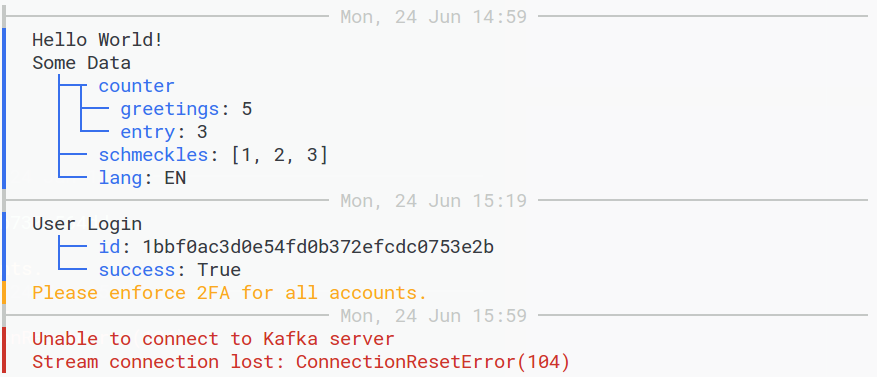 Mon, 24 Jun 14:59
Hello World!
Some Data
counter
greetings: 5
entry: 3
schmeckles: [1, 2, 3]
lang: EN
Mon, 24 Jun 15:19
User Login
id: 1bbf0ac3d0e54fd0b372efcdc0753e2b
success: True
Please enforce 2FA for all accounts.
Mon, 24 Jun 15:59
Unable to connect to Kafka server
Stream connection lost: ConnectionResetError(104)